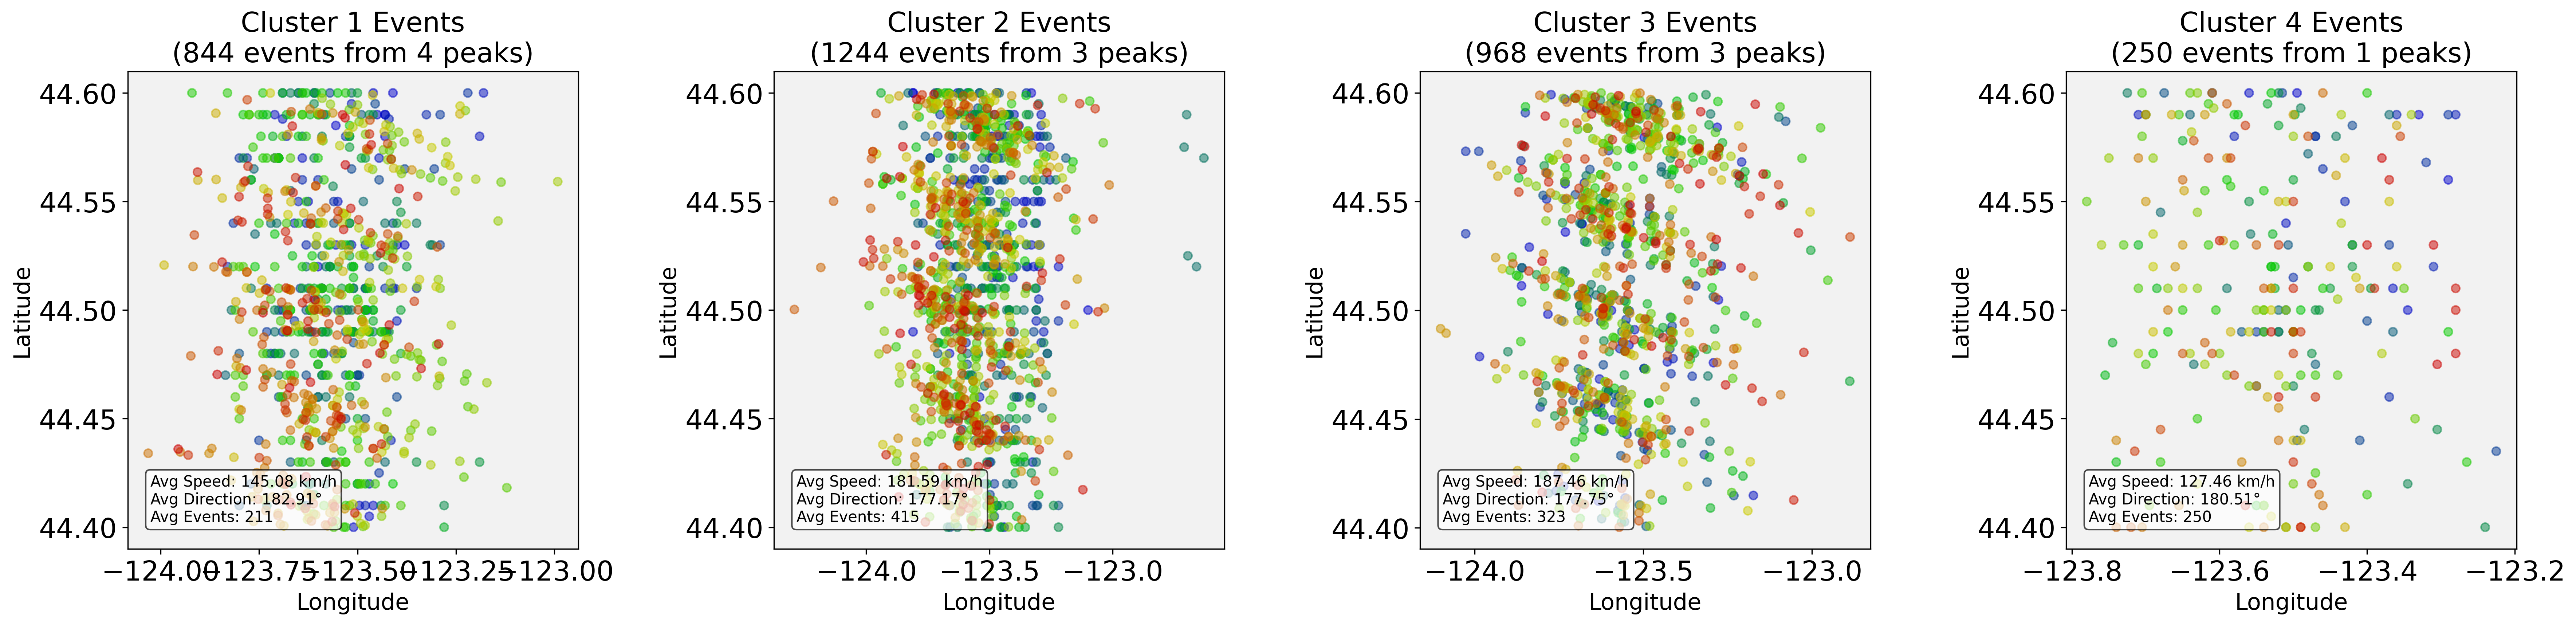 Cluster 1 Events
(844 events from 4 peaks)
44.60
44.55
44.50
44.45
44.40
Latitude
Avg Speed: 145.08 km/h
Avg Direction: 182.91°
Avg Events: 211
−124.00 −123.75 −123.50 −123.25 −123.00
Longitude
Cluster 2 Events
(1244 events from 3 peaks)
44.60
44.55
44.50
44.45
44.40
Latitude
Avg Speed: 181.59 km/h
Avg Direction: 177.17°
Avg Events: 415
−124.0 −123.5 −123.0
Longitude
Cluster 3 Events
(968 events from 3 peaks)
44.60
44.55
44.50
44.45
44.40
Latitude
Avg Speed: 187.46 km/h
Avg Direction: 177.75°
Avg Events: 323
−124.0 −123.5 −123.0
Longitude
Cluster 4 Events
(250 events from 1 peaks)
44.60
44.55
44.50
44.45
44.40
Latitude
Avg Speed: 127.46 km/h
Avg Direction: 180.51°
Avg Events: 250
−123.8 −123.6 −123.4 −123.2
Longitude